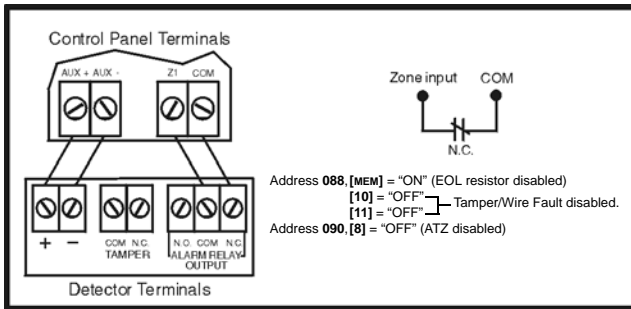 Control Panel Terminals
AUX + AUX -
Z1 COM
Zone input COM
N.C.
+ -
COM N.C.
TAMPER
N.O. COM N.C.
ALARM RELAY
OUTPUT
Detector Terminals
Address 088, [MEM] = “ON” (EOL resistor disabled)
[10] = “OFF”
[11] = “OFF”
Tamper/Wire Fault disabled.
Address 090, [8] = “OFF” (ATZ disabled)